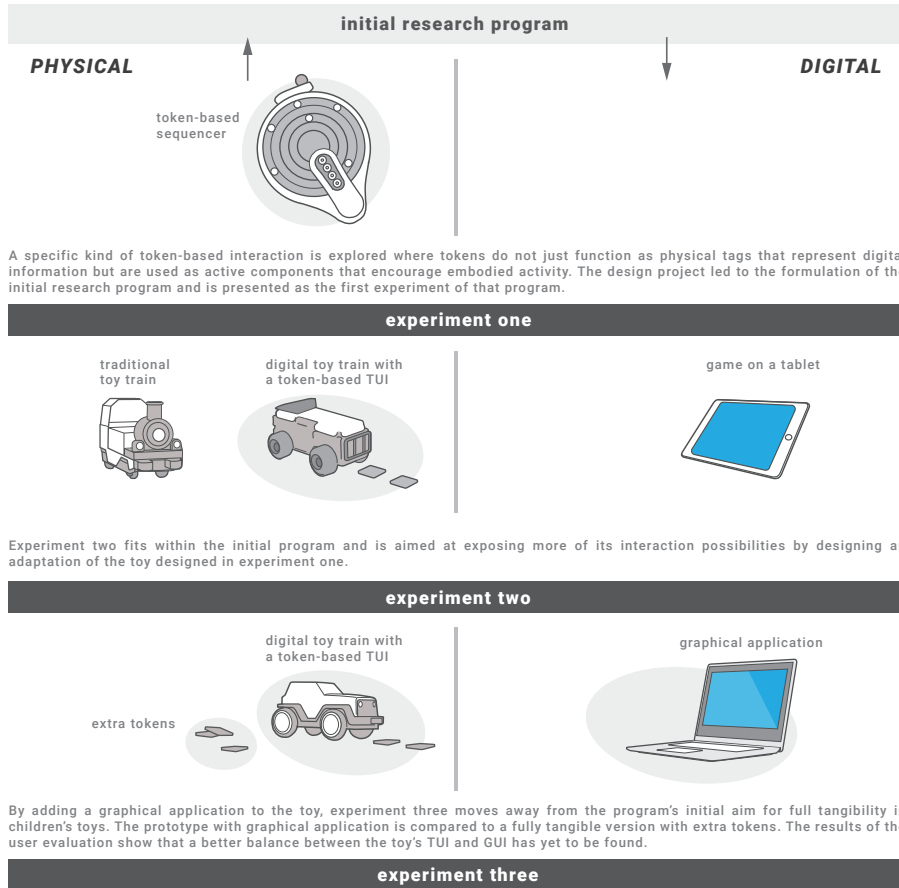 initial research program
PHYSICAL
DIGITAL
token-based
sequencer
A specific kind of token-based interaction is explored where tokens do not just function as physical tags that represent digita
information but are used as active components that encourage embodied activity. The design project led to the formulation of the
initial research program and is presented as the first experiment of that program.
experiment one
traditional
toy train
digital toy train with
a token-based TUI
game on a tablet
Experiment two fits within the initial program and is aimed at exposing more of its interaction possibilities by designing a
adaptation of the toy designed in experiment one.
experiment two
digital toy train with
a token-based TUI
graphical application
extra tokens
By adding a graphical application to the toy, experiment three moves away from the program's initial aim for full tangibility i
children's toys. The prototype with graphical application is compared to a fully tangible version with extra tokens. The results of the
user evaluation show that a better balance between the toy's TUI and GUI has yet to be found.
experiment three